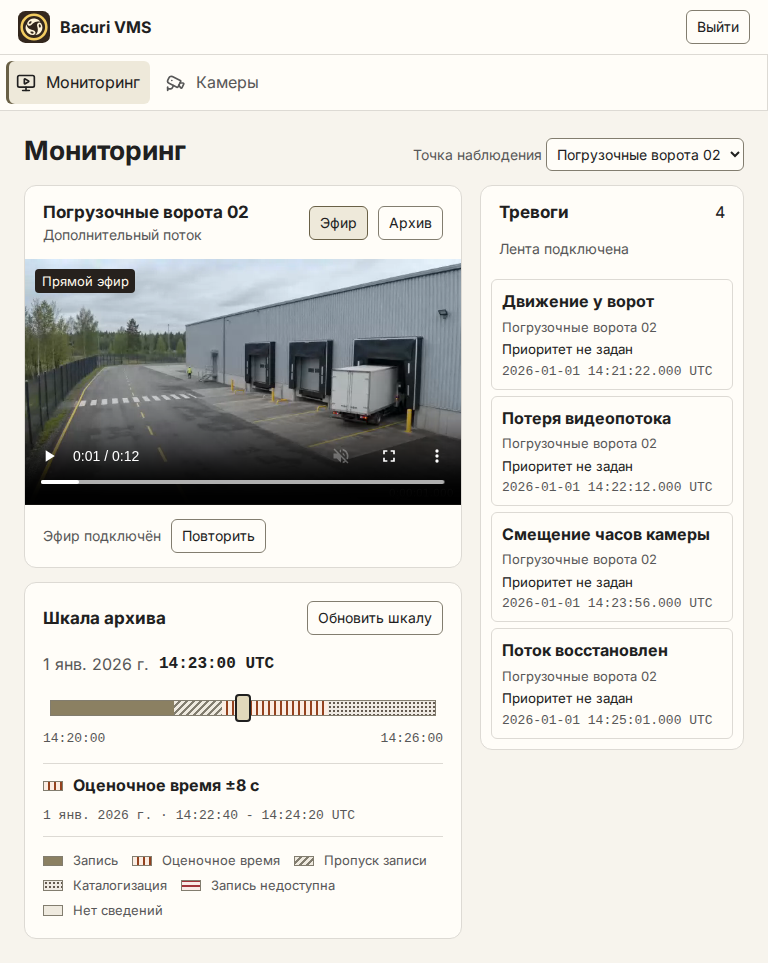 Bacuri VMS
Выйти
Мониторинг
Камеры
Мониторинг
Точка наблюдения
Погрузочные ворота 02
Погрузочные ворота 02
Дополнительный поток
Эфир
Архив
Прямой эфир
0:01 / 0:12
Эфир подключён
Повторить
Шкала архива
Обновить шкалу
1 янв. 2026 г. 14:23:00 UTC
14:20:00
14:26:00
Оценочное время ±8 с
1 янв. 2026 г. · 14:22:40 - 14:24:20 UTC
Запись
Оценочное время
Пропуск записи
Каталогизация
Запись недоступна
Нет сведений
Тревоги
4
Лента подключена
Движение у ворот
Погрузочные ворота 02
Приоритет не задан
2026-01-01 14:21:22.000 UTC
Потеря видеопотока
Погрузочные ворота 02
Приоритет не задан
2026-01-01 14:22:12.000 UTC
Смещение часов камеры
Погрузочные ворота 02
Приоритет не задан
2026-01-01 14:23:56.000 UTC
Поток восстановлен
Погрузочные ворота 02
Приоритет не задан
2026-01-01 14:25:01.000 UTC